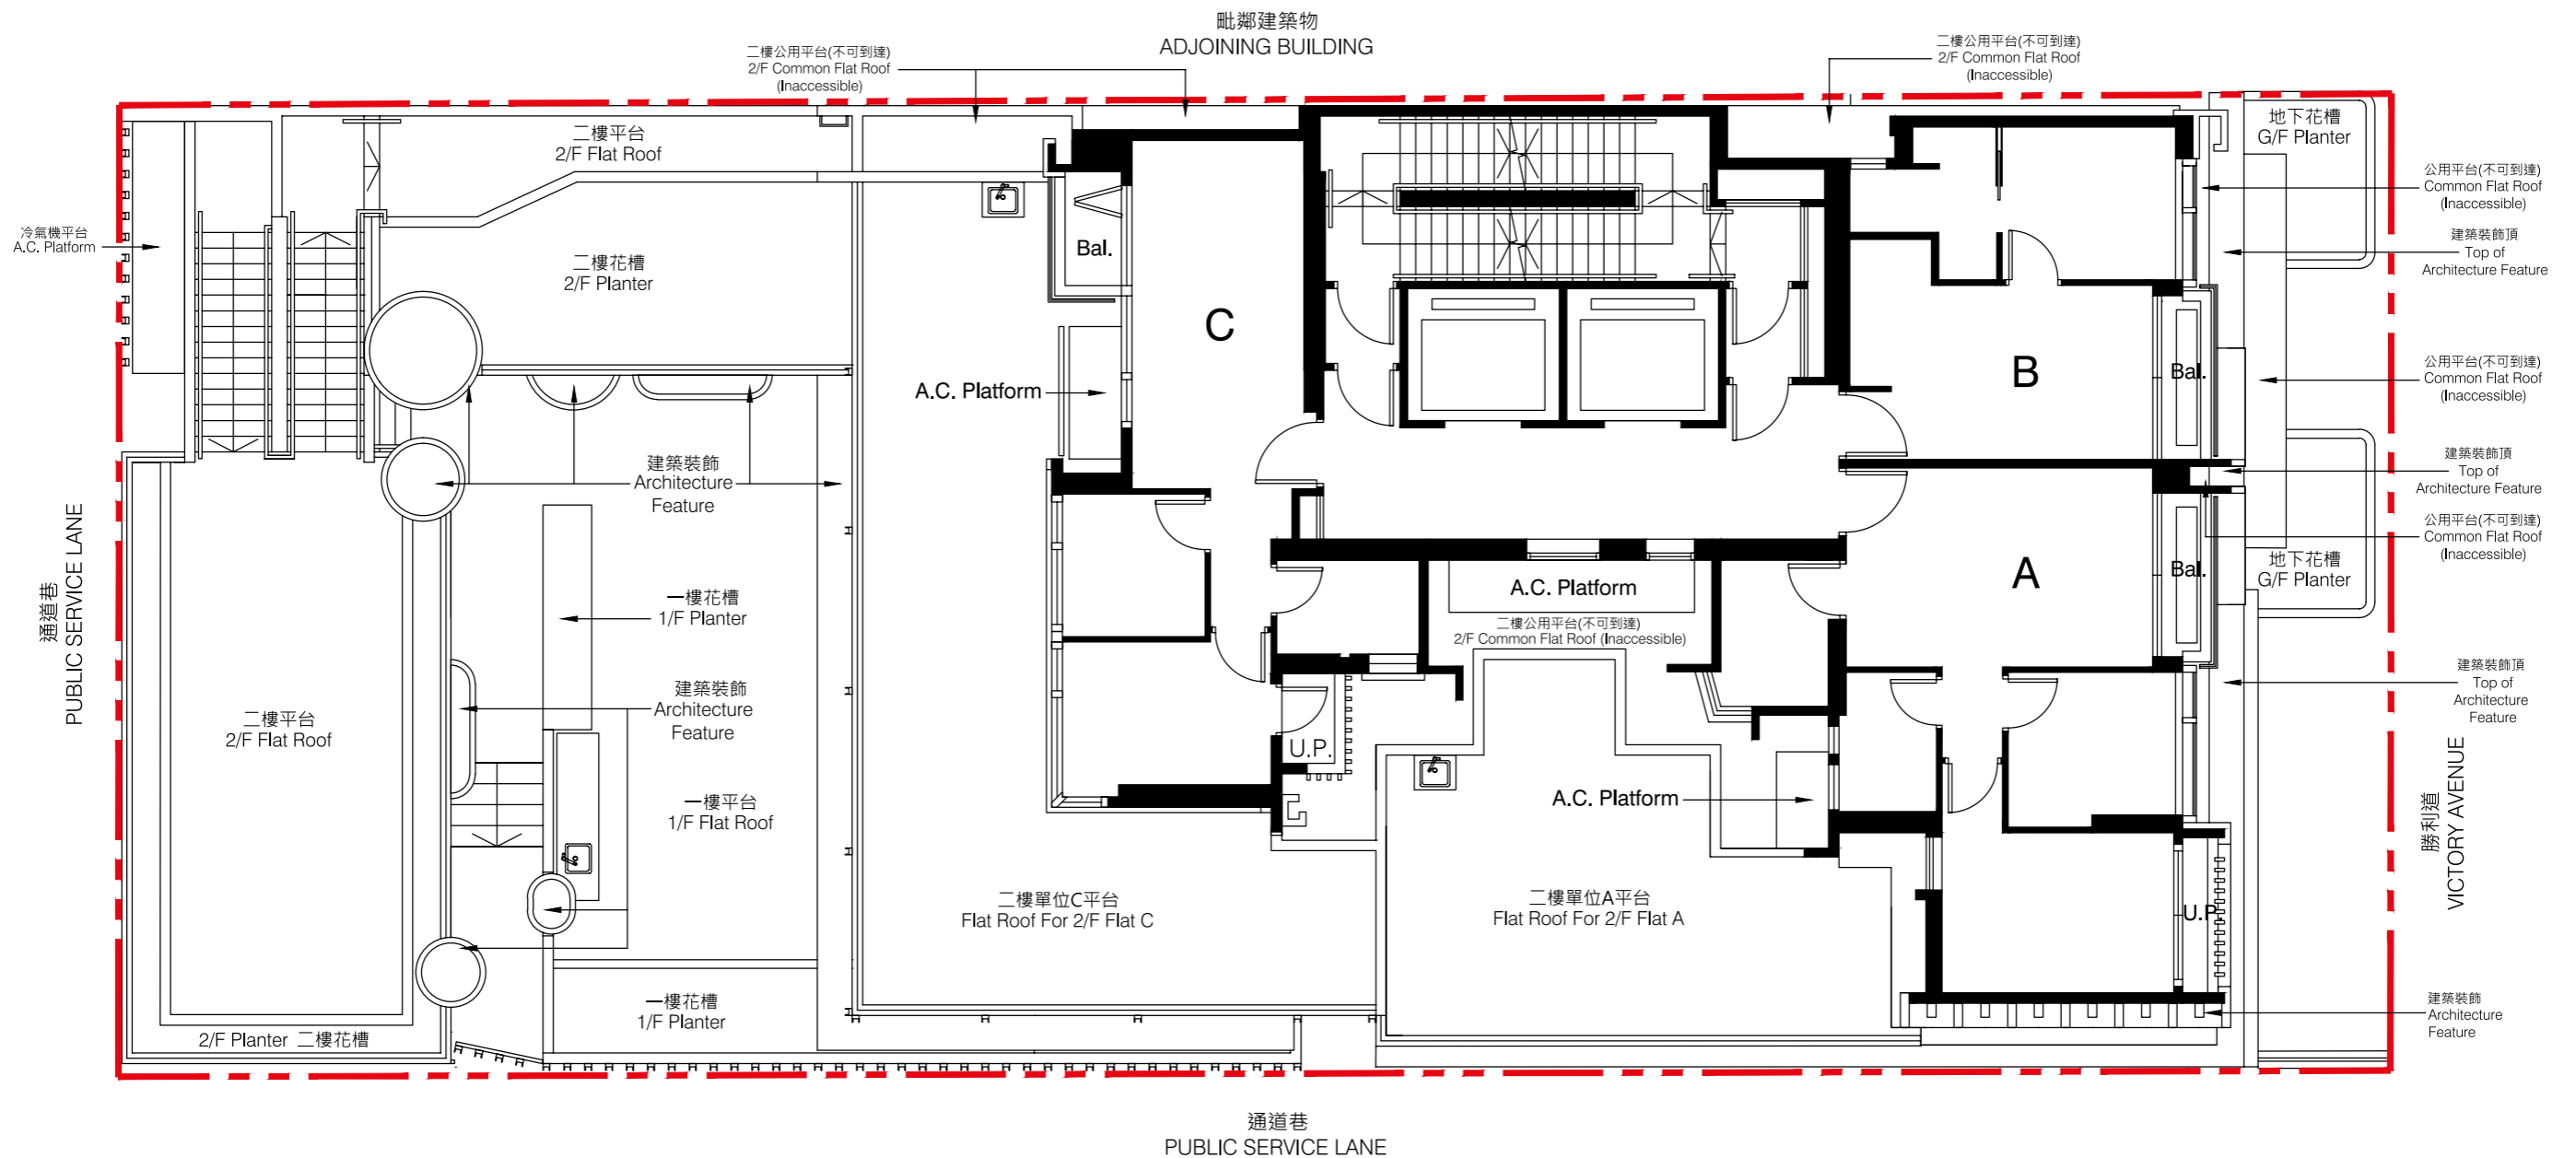 毗鄰建築物
ADJOINING BUILDING
二樓公用平台(不可到達)
2/F Common Flat Roof
(Inaccessible)
二樓公用平台(不可到達)
2/F Common Flat Roof
(Inaccessible)
二樓平台
2/F Flat Roof
地下花槽
G/F Planter
公用平台(不可到達)
Common Flat Roof
(Inaccessible)
冷氣機平台
A.C. Platform
二樓花槽
2/F Planter
Bal.
C
建築裝飾頂
Top of
Architecture Feature
A.C. Platform
B
Bal.
公用平台(不可到達)
Common Flat Roof
(Inaccessible)
建築裝飾
Architecture
Feature
建築裝飾頂
Top of
Architecture Feature
公用平台(不可到達)
Common Flat Roof
(Inaccessible)
通道巷
PUBLIC SERVICE LANE
一樓花槽
1/F Planter
A.C. Platform
二樓公用平台(不可到達)
2/F Common Flat Roof (Inaccessible)
A
Bal.
地下花槽
G/F Planter
建築裝飾
Architecture
Feature
建築裝飾頂
Top of
Architecture
Feature
二樓平台
2/F Flat Roof
U.P.
一樓平台
1/F Flat Roof
A.C. Platform
勝利道
VICTORY AVENUE
二樓單位C平台
Flat Roof For 2/F Flat C
二樓單位A平台
Flat Roof For 2/F Flat A
U.P.
一樓花槽
1/F Planter
建築裝飾
Architecture
Feature
2/F Planter 二樓花槽
通道巷
PUBLIC SERVICE LANE